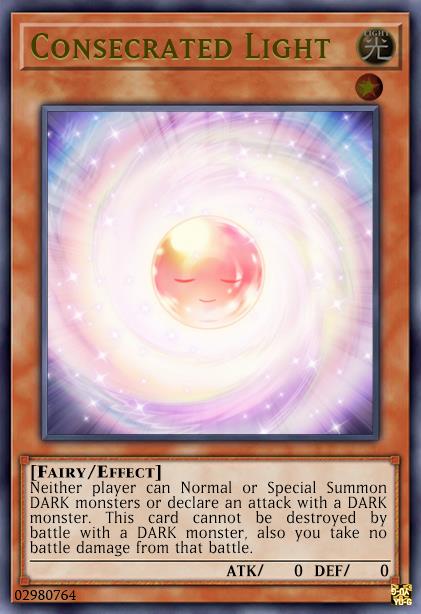 Consecrated Light
LIGHT
光
[Fairy/Effect]
Neither player can Normal or Special Summon
DARK monsters or declare an attack with a DARK
monster. This card cannot be destroyed by
battle with a DARK monster, also you take no
battle damage from that battle.
ATK/ 0 DEF/ 0
02980764